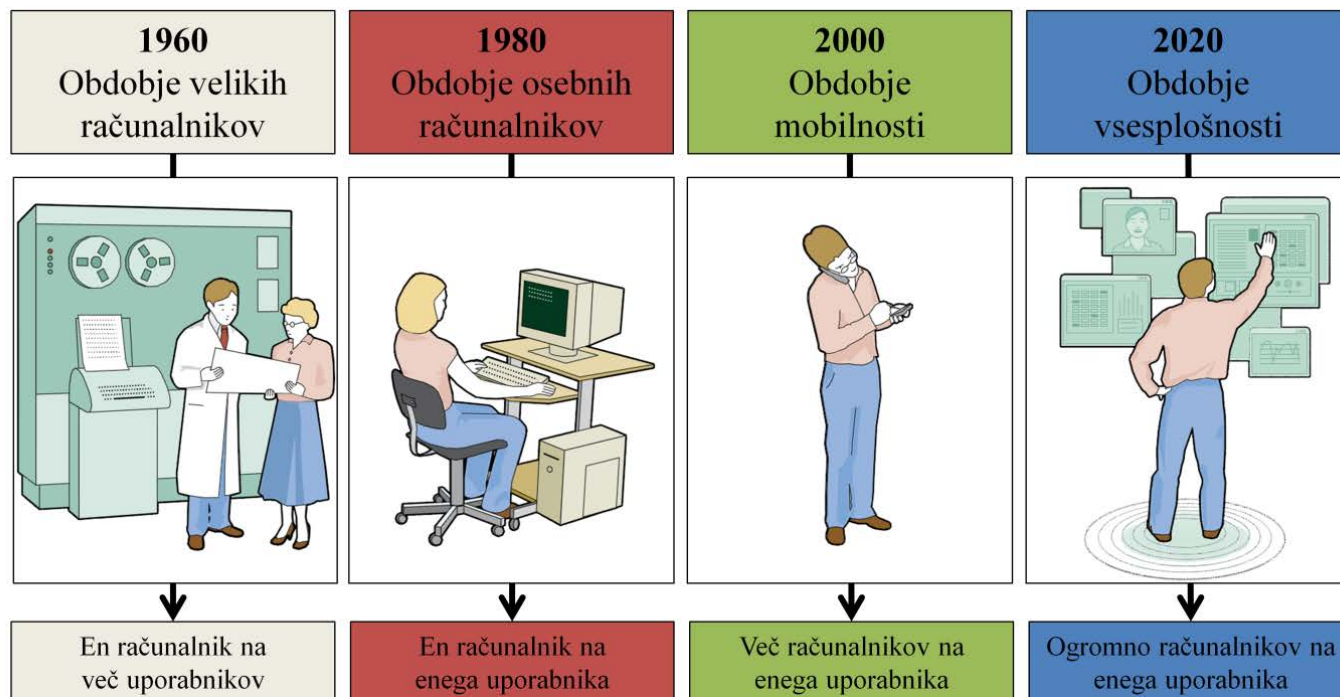 1960
Obdobje velikih
računalnikov
1980
Obdobje osebnih
računalnikov
2000
Obdobje
mobilnosti
2020
Obdobje
vsesplošnosti
En računalnik na
več uporabnikov
En računalnik na
enega uporabnika
Več računalnikov na
enega uporabnika
Ogromno računalnikov na
enega uporabnika